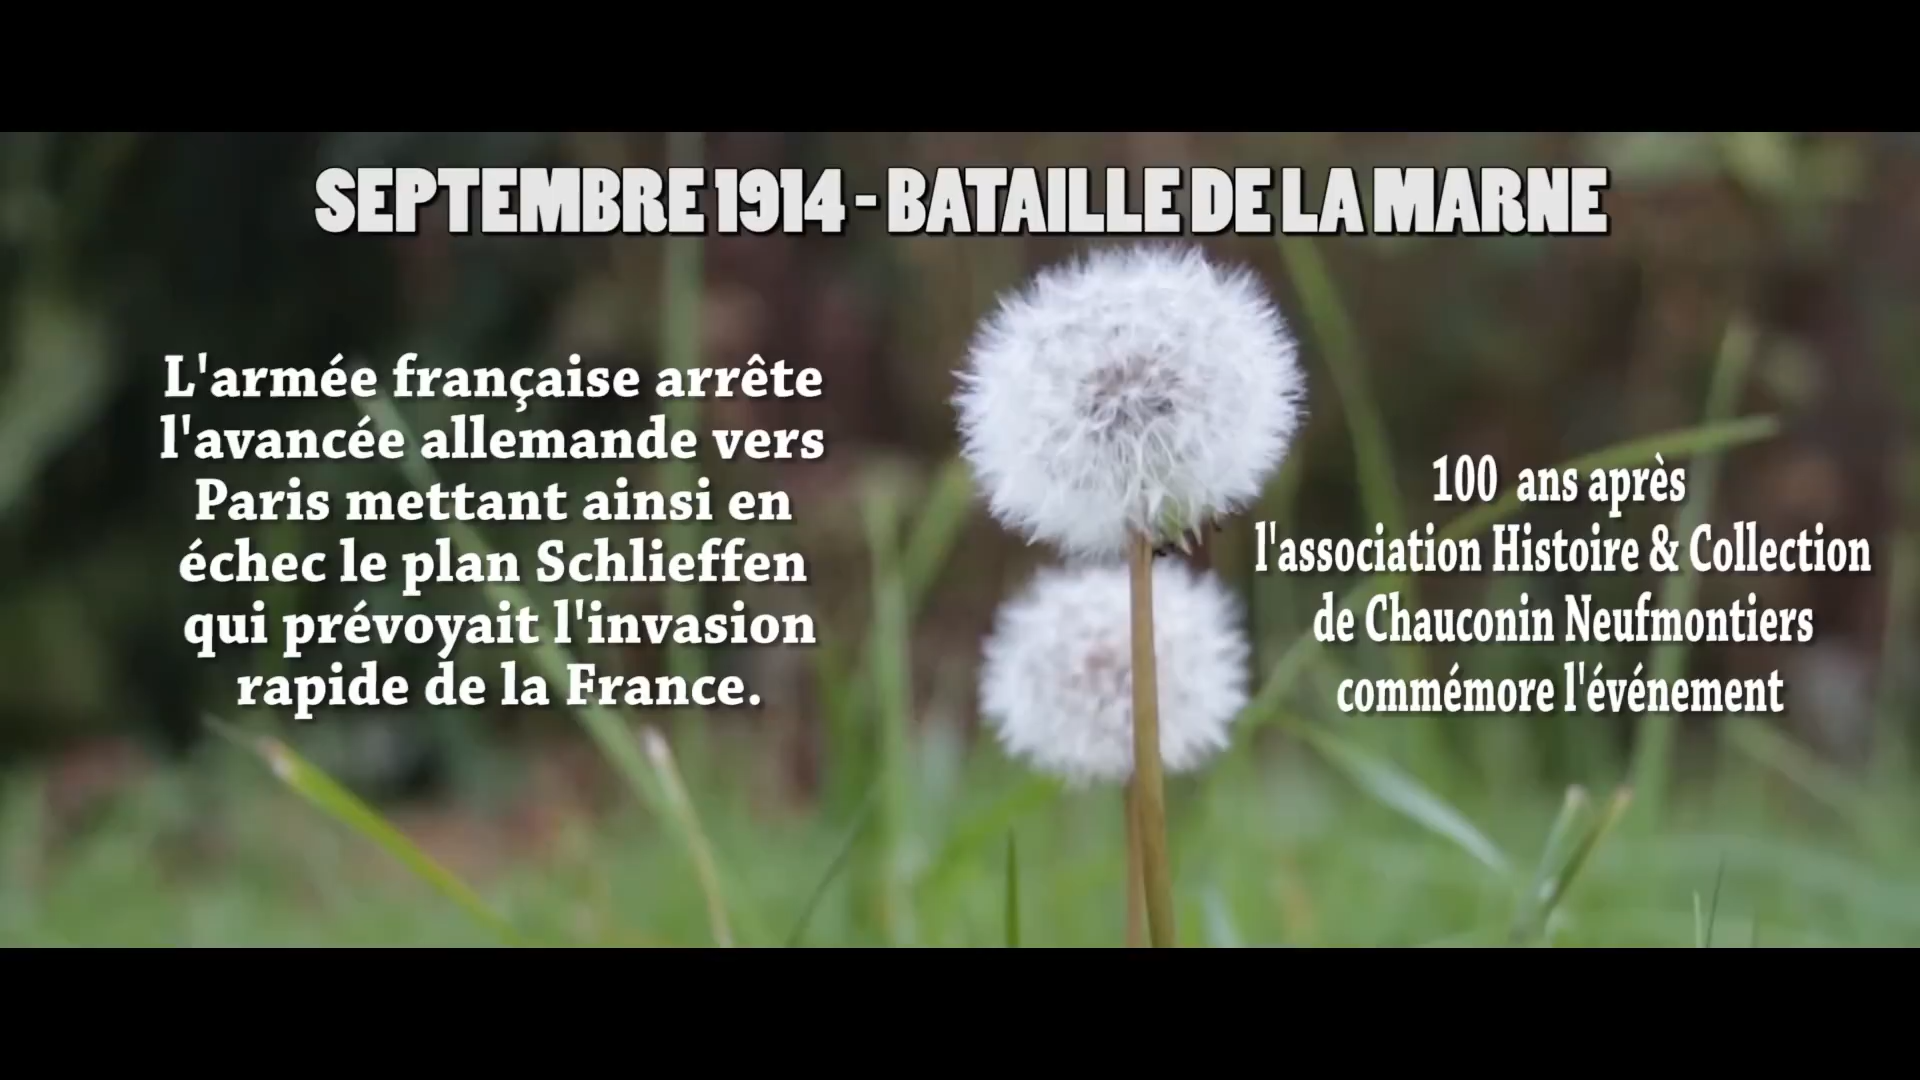 SEPTEMBRE 1914 - BATAILLE DE LA MARNE
L'armée française arrête
l'avancée allemande vers
Paris mettant ainsi en
échec le plan Schlieffen
qui prévoyait l'invasion
rapide de la France.
100 ans après
l'association Histoire & Collection
de Chauconin Neufmontiers
commémore l'événement